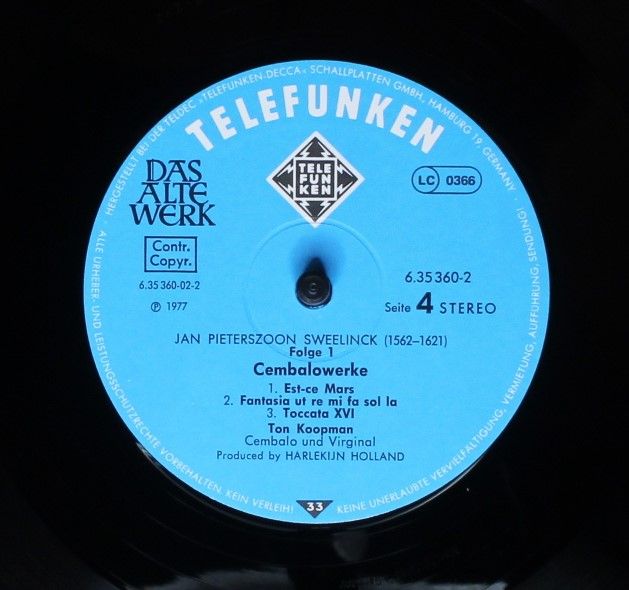 HERGESTELLT BEI DER TELDEC »TELEFUNKEN-DECCA« SCHALLPLATTEN GMBH, HAMBURG 19, GERMANY ·
TELEFUNKEN
TELE
FUN
KEN
DAS
ALTE
WERK
LC 0366
Contr.
Copyr.
6.35 360-02-2
℗ 1977
6.35 360-2
Seite 4 STEREO
JAN PIETERSZOON SWEELINCK (1562–1621)
Folge 1
Cembalowerke
1. Est-ce Mars
2. Fantasia ut re mi fa sol la
3. Toccata XVI
Ton Koopman
Cembalo und Virginal
Produced by HARLEKIJN HOLLAND
33
ALLE URHEBER- UND LEISTUNGSSCHUTZRECHTE VORBEHALTEN. KEIN VERLEIH! KEINE UNERLAUBTE VERVIELFÄLTIGUNG, VERMIETUNG, AUFFÜHRUNG, SENDUNG! ·